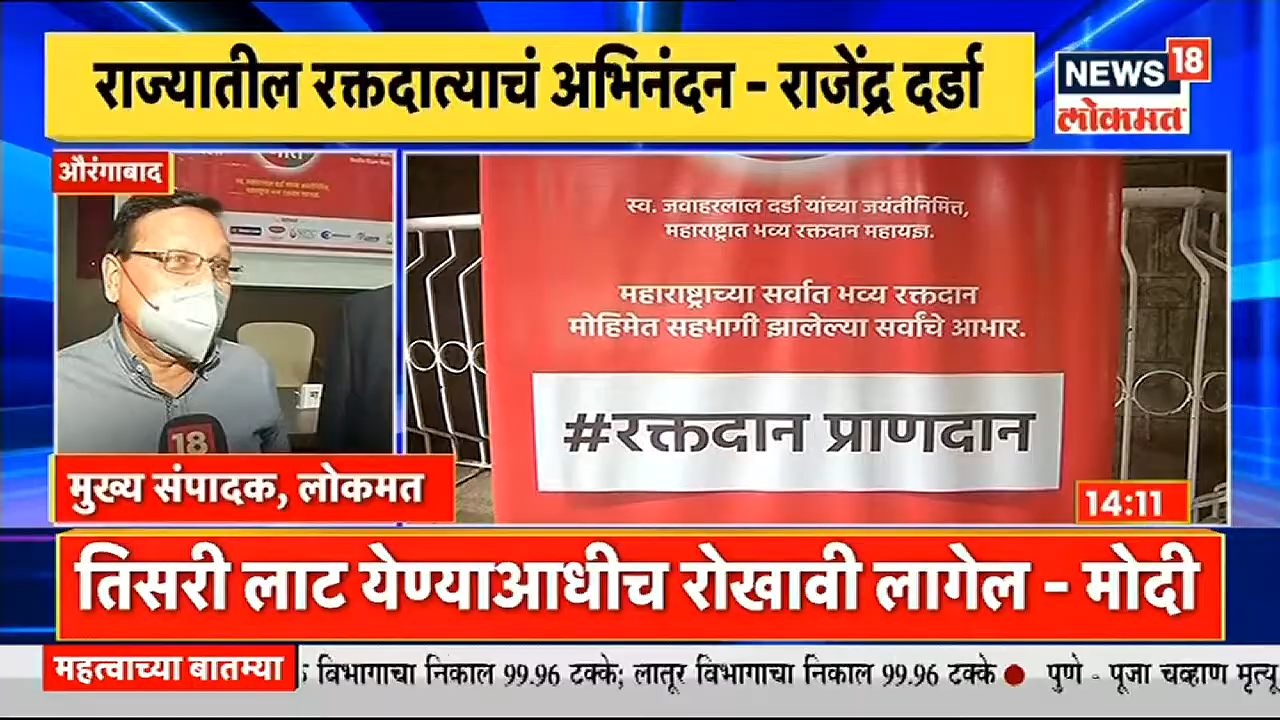 राज्यातील रक्तदात्याचं अभिनंदन - राजेंद्र दर्डा
NEWS 18
लोकमत
औरंगाबाद
स्व. जवाहरलाल दर्डा यांच्या जयंतीनिमित्त,
महाराष्ट्रात भव्य रक्तदान महायज्ञ.
महाराष्ट्राच्या सर्वात भव्य रक्तदान
मोहिमेत सहभागी झालेल्या सर्वांचे आभार.
#रक्तदान प्राणदान
18
मुख्य संपादक, लोकमत
14:11
तिसरी लाट येण्याआधीच रोखावी लागेल - मोदी
महत्वाच्या बातम्या
विभागाचा निकाल 99.96 टक्के; लातूर विभागाचा निकाल 99.96 टक्के ● पुणे - पूजा चव्हाण मृत्यू